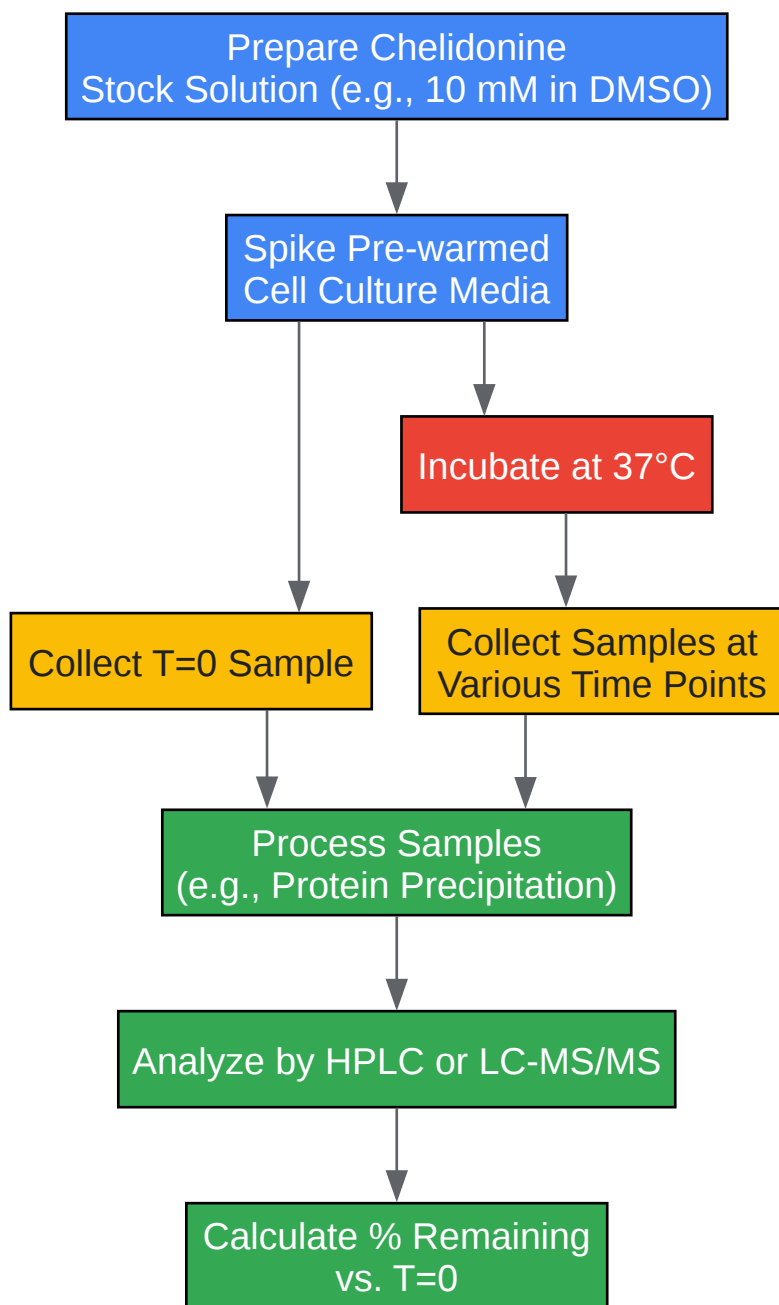 Prepare Chelidonine
Stock Solution (e.g., 10 mM in DMSO)
Spike Pre-warmed
Cell Culture Media
Incubate at 37°C
Collect T=0 Sample
Collect Samples at
Various Time Points
Process Samples
(e.g., Protein Precipitation)
Analyze by HPLC or LC-MS/MS
Calculate % Remaining
vs. T=0